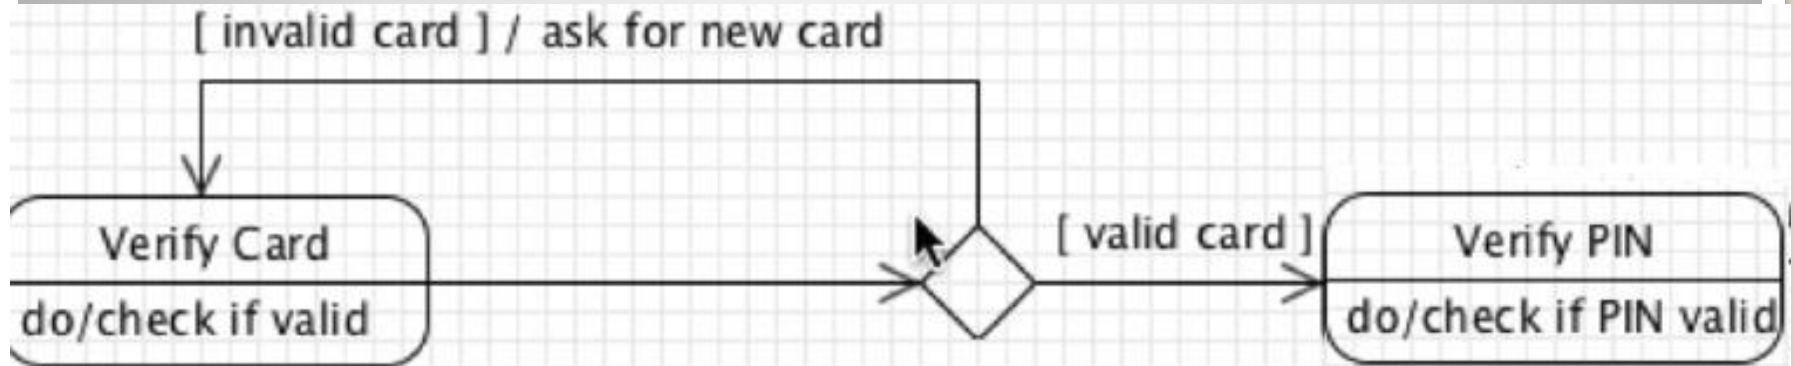 [ invalid card ] / ask for new card
Verify Card
do/check if valid
[ valid card ]
Verify PIN
do/check if PIN valid